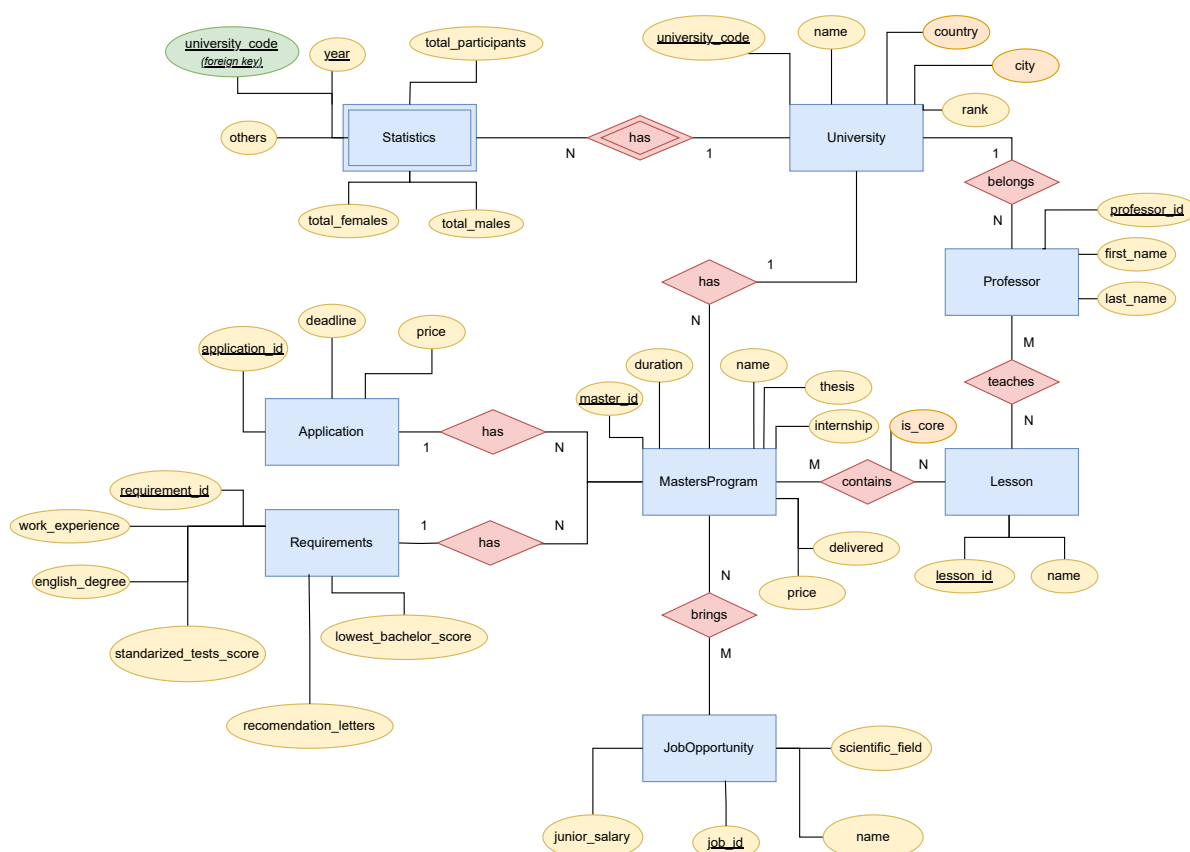 university_code
(foreign key)
year
total_participants
university_code
name
country
city
rank
others
Statistics
N
has
1
University
1
belongs
N
total_females
total_males
professor_id
first_name
Professor
last_name
has
1
N
M
teaches
N
deadline
price
application_id
Application
1
has
N
duration
name
master_id
thesis
internship
is_core
MastersProgram
M
contains
N
Lesson
requirement_id
work_experience
Requirements
1
has
N
english_degree
standarized_tests_score
lowest_bachelor_score
recomendation_letters
delivered
price
lesson_id
name
N
brings
M
JobOpportunity
scientific_field
junior_salary
job_id
name